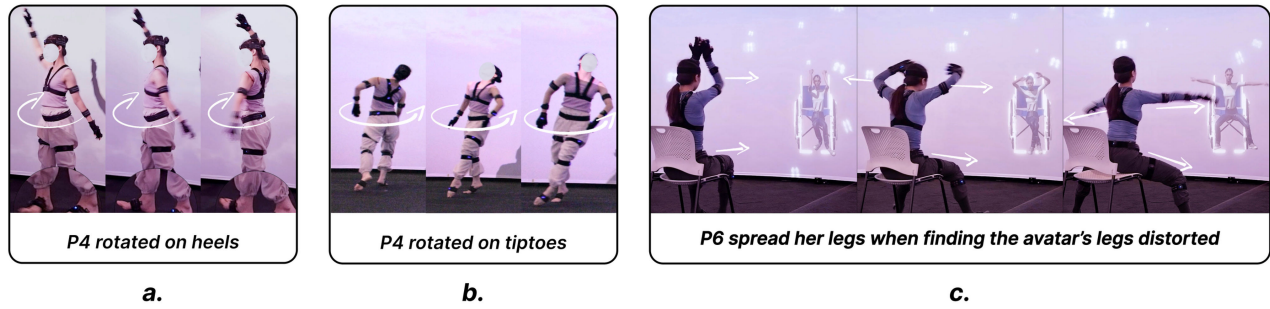 P4 rotated on heels
P4 rotated on tiptoes
P6 spread her legs when finding the avatar's legs distorted
a.
b.
c.